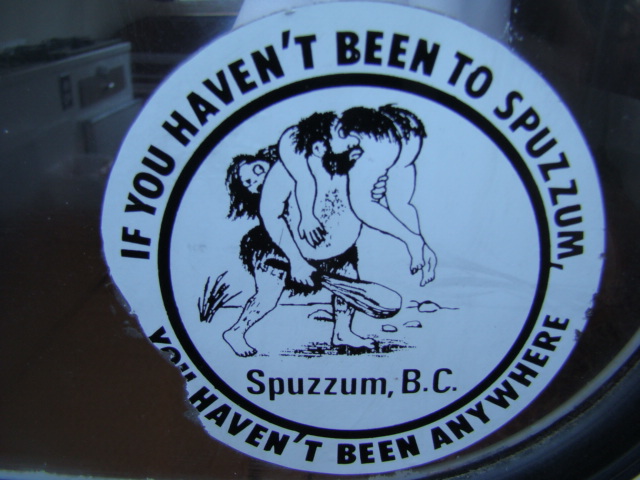 IF YOU HAVEN'T BEEN TO SPUZZUM,
YOU HAVEN'T BEEN ANYWHERE
Spuzzum, B.C.